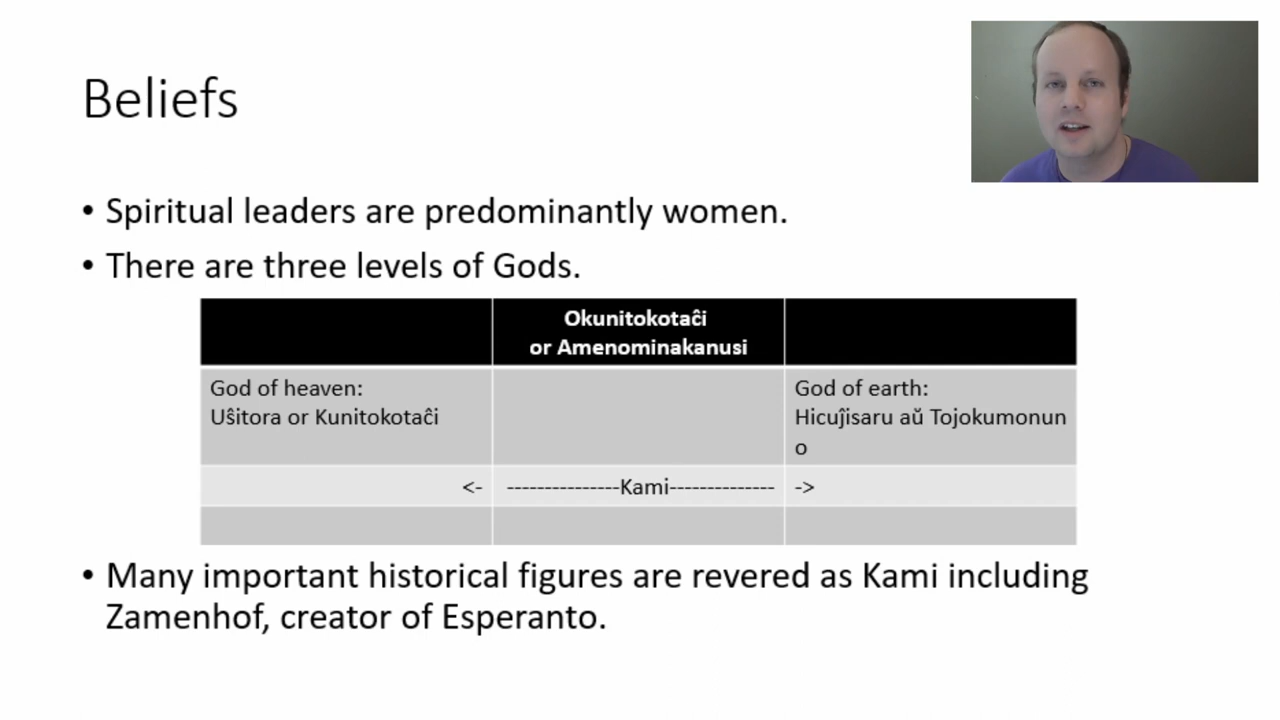 Beliefs
• Spiritual leaders are predominantly women.
• There are three levels of Gods.
Okunitokotaĉi
or Amenominakanusi
God of heaven:
Uŝitora or Kunitokotaĉi
God of earth:
Hicuĵisaru aŭ Tojokumonun
o
<- ---------------Kami-------------- ->
• Many important historical figures are revered as Kami including
Zamenhof, creator of Esperanto.